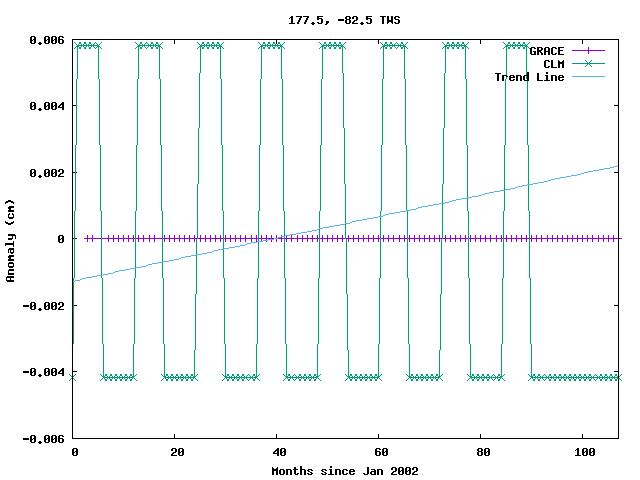 177.5, -82.5 TWS
GRACE
CLM
Trend Line
0.006
0.004
0.002
0
-0.002
-0.004
-0.006
Anomaly (cm)
0 20 40 60 80 100
Months since Jan 2002